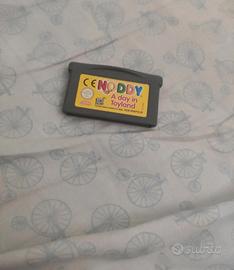 CE NODDY
A day in
Toyland
subito